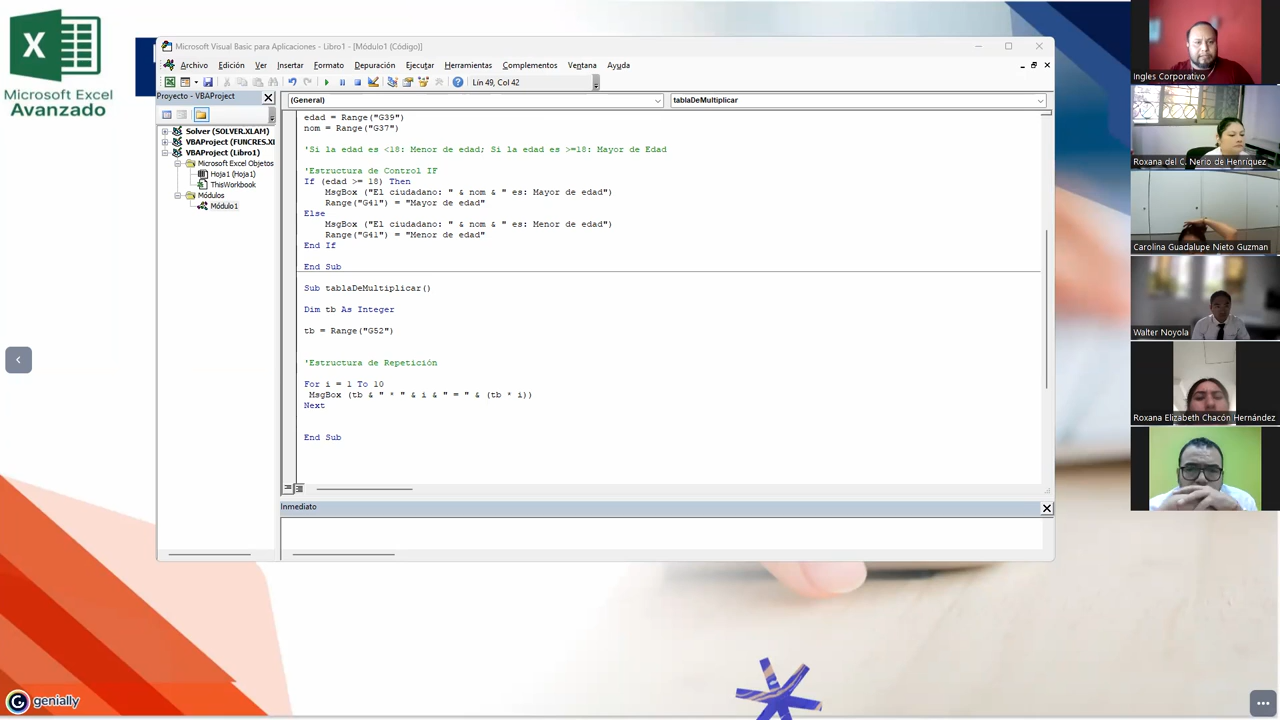 Microsoft Excel
Avanzado
Microsoft Visual Basic para Aplicaciones - Libro1 - [Módulo1 (Código)]
Archivo Edición Ver Insertar Formato Depuración Ejecutar Herramientas Complementos Ventana Ayuda
Lín 49, Col 42
Proyecto - VBAProject
Solver (SOLVER.XLAM)
VBAProject (FUNCRES.XL
VBAProject (Libro1)
Microsoft Excel Objetos
Hoja1 (Hoja1)
ThisWorkbook
Módulos
Módulo1
(General)
tablaDeMultiplicar
edad = Range("G39")
nom = Range("G37")
'Si la edad es <18: Menor de edad; Si la edad es >=18: Mayor de Edad
'Estructura de Control IF
If (edad >= 18) Then
MsgBox ("El ciudadano: " & nom & " es: Mayor de edad")
Range("G41") = "Mayor de edad"
Else
MsgBox ("El ciudadano: " & nom & " es: Menor de edad")
Range("G41") = "Menor de edad"
End If
End Sub
Sub tablaDeMultiplicar()
Dim tb As Integer
tb = Range("G52")
'Estructura de Repetición
For i = 1 To 10
MsgBox (tb & " * " & i & " = " & (tb * i))
Next
End Sub
Inmediato
Ingles Corporativo
Roxana del C. Nerio de Henríquez
Carolina Guadalupe Nieto Guzman
Walter Noyola
Roxana Elizabeth Chacón Hernández
genially